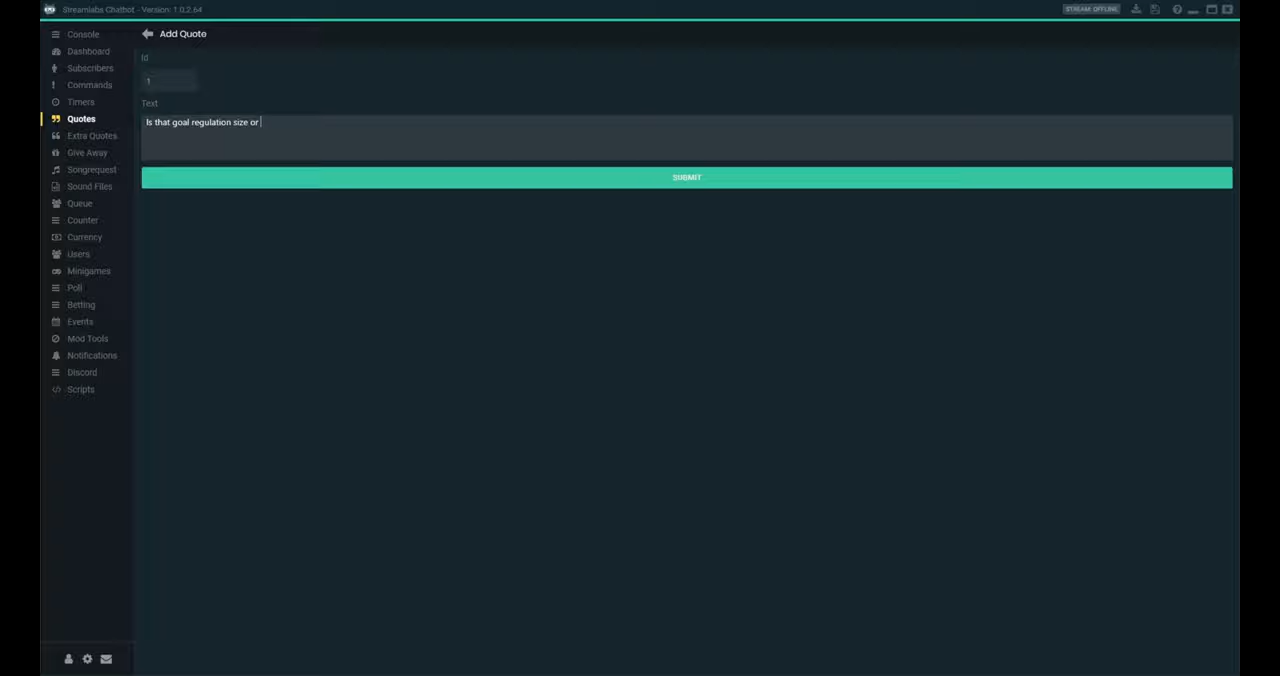 Streamlabs Chatbot - Version: 1.0.2.64
STREAM: OFFLINE
Console
Dashboard
Subscribers
Commands
Timers
Quotes
Extra Quotes
Give Away
Songrequest
Sound Files
Queue
Counter
Currency
Users
Minigames
Poll
Betting
Events
Mod Tools
Notifications
Discord
Scripts
Add Quote
Id
1
Text
Is that goal regulation size or
SUBMIT